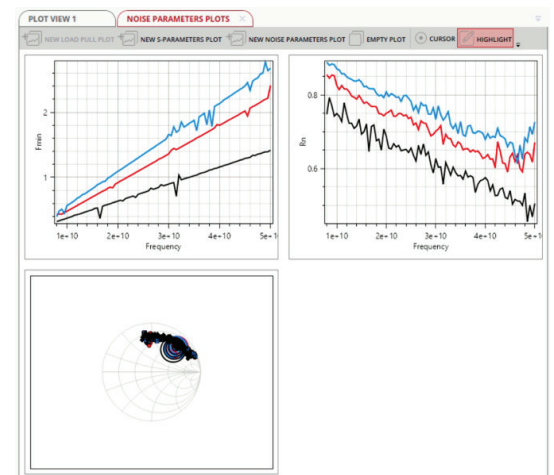 PLOT VIEW 1
NOISE PARAMETERS PLOTS ×
NEW LOAD PULL PLOT
NEW S-PARAMETERS PLOT
NEW NOISE PARAMETERS PLOT
EMPTY PLOT
CURSOR
HIGHLIGHT
Fmin
2
1
1e+10 2e+10 3e+10 4e+10 5e+
Frequency
Rn
0.8
0.6
1e+10 2e+10 3e+10 4e+10 5e+
Frequency